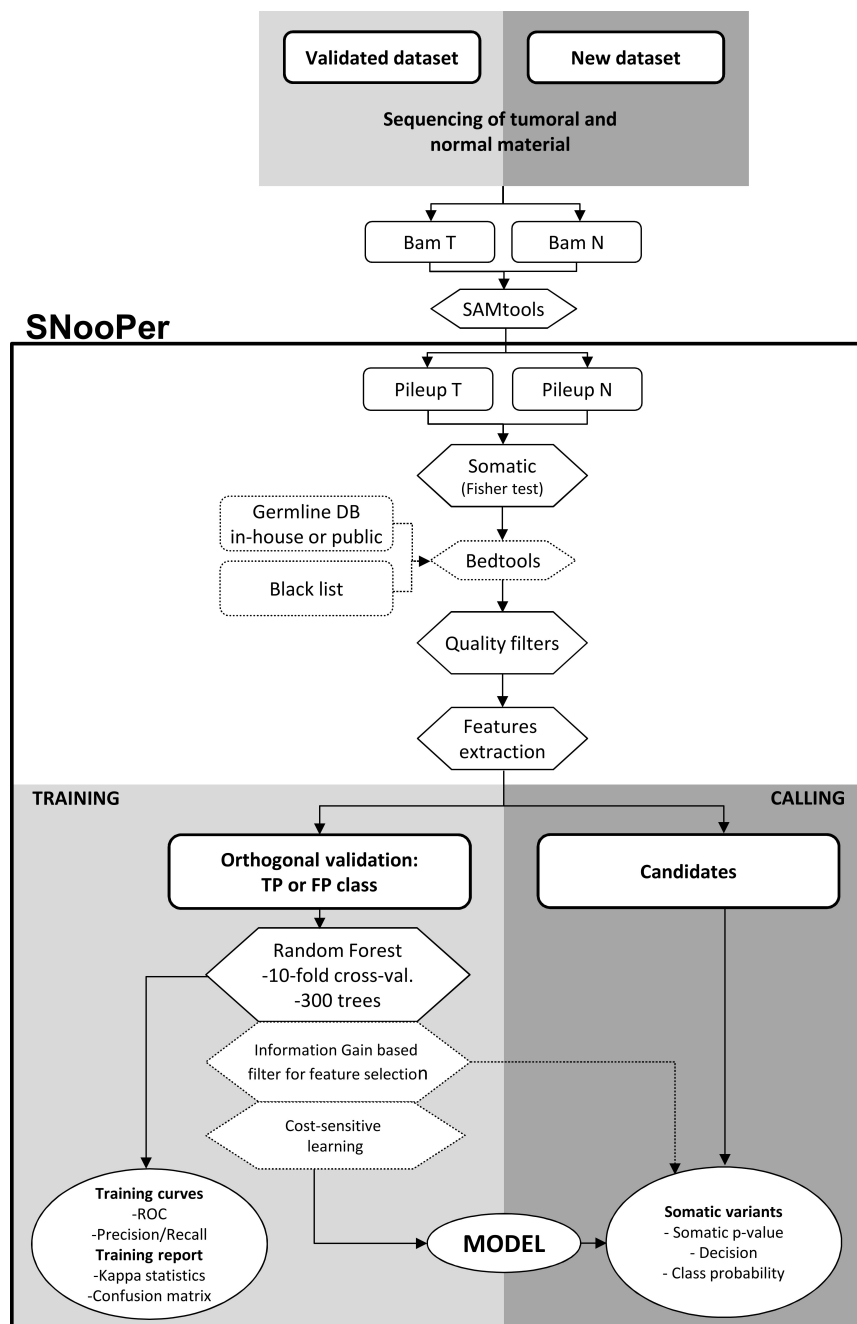 Validated dataset
New dataset
Sequencing of tumoral and
normal material
Bam T
Bam N
SAMtools
SNooPer
Pileup T
Pileup N
Somatic
(Fisher test)
Germline DB
in-house or public
Bedtools
Black list
Quality filters
Features
extraction
TRAINING
CALLING
Orthogonal validation:
TP or FP class
Candidates
Random Forest
-10-fold cross-val.
-300 trees
Information Gain based
filter for feature selection
Cost-sensitive
learning
Training curves
-ROC
-Precision/Recall
Training report
-Kappa statistics
-Confusion matrix
MODEL
Somatic variants
- Somatic p-value
- Decision
- Class probability